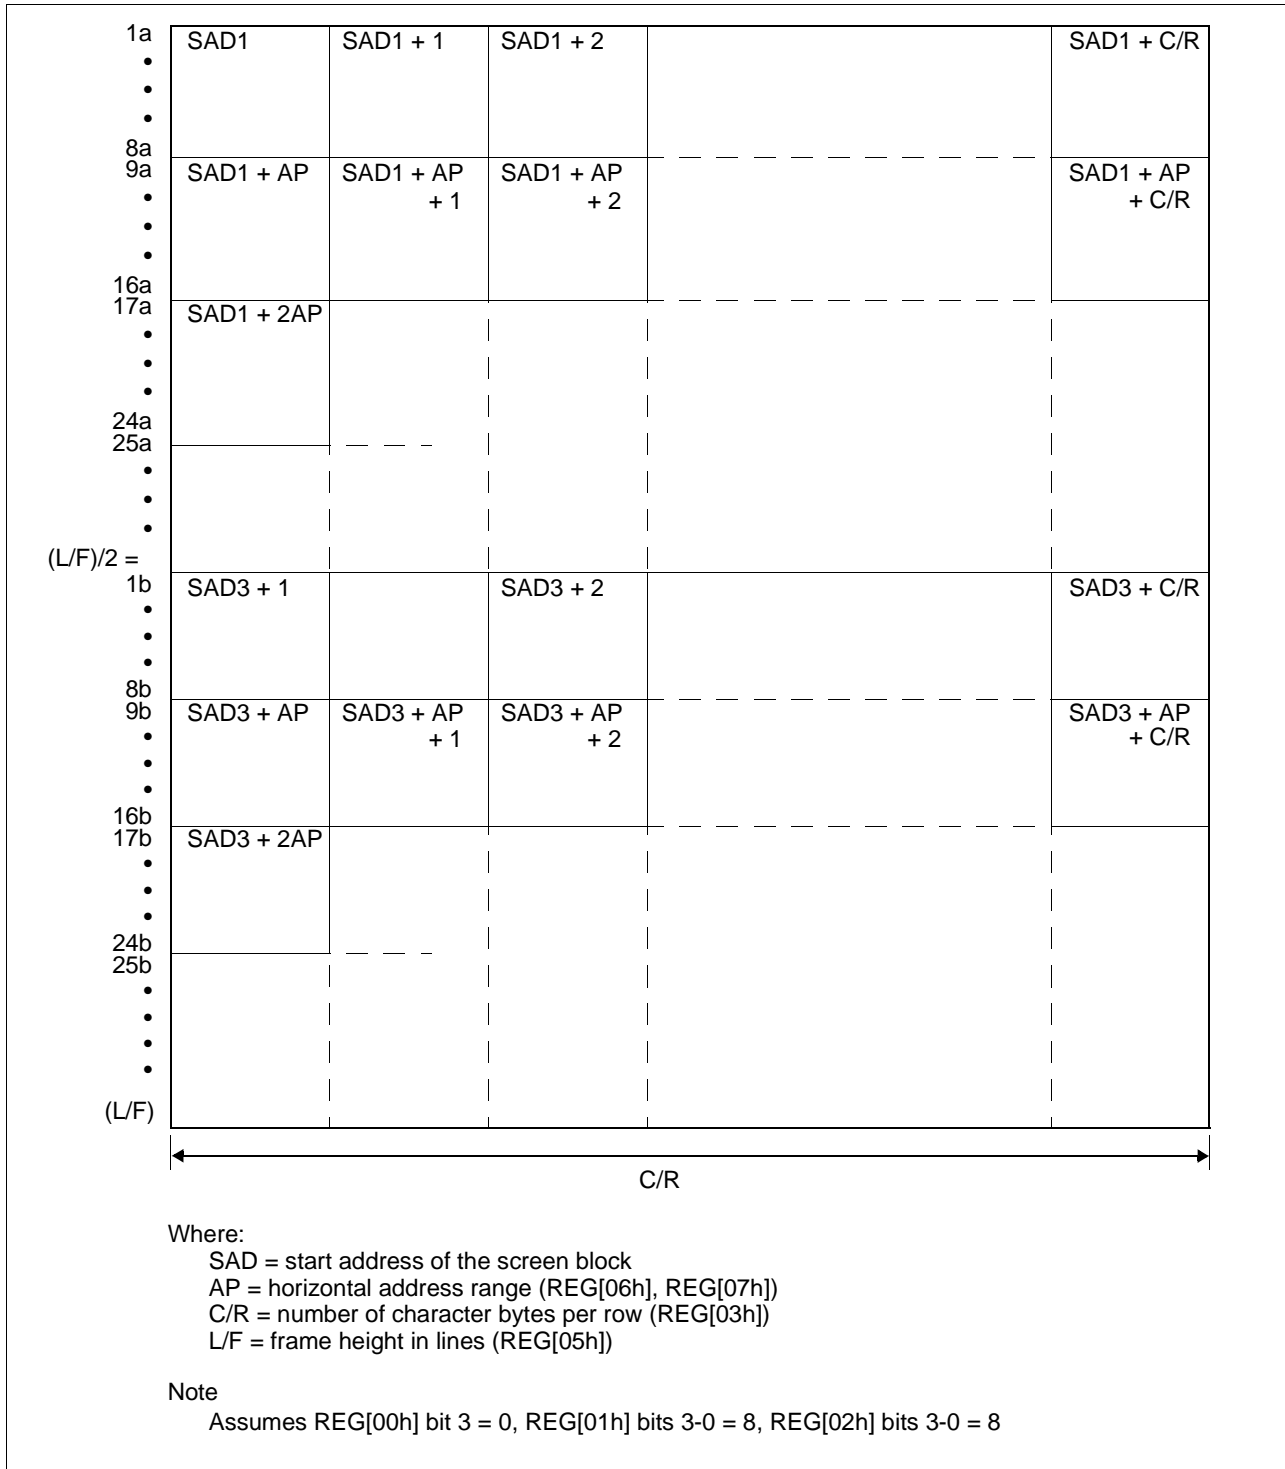 1a SAD1 SAD1 + 1 SAD1 + 2 SAD1 + C/R
•
•
•
8a
9a SAD1 + AP SAD1 + AP SAD1 + AP SAD1 + AP
• + 1 + 2 + C/R
•
•
16a
17a SAD1 + 2AP
•
•
•
24a
25a
•
•
•
(L/F)/2 =
1b SAD3 + 1 SAD3 + 2 SAD3 + C/R
•
•
•
8b
9b SAD3 + AP SAD3 + AP SAD3 + AP SAD3 + AP
• + 1 + 2 + C/R
•
•
16b
17b SAD3 + 2AP
•
•
•
24b
25b
•
•
•
•
(L/F)
C/R
Where:
SAD = start address of the screen block
AP = horizontal address range (REG[06h], REG[07h])
C/R = number of character bytes per row (REG[03h])
L/F = frame height in lines (REG[05h])
Note
Assumes REG[00h] bit 3 = 0, REG[01h] bits 3-0 = 8, REG[02h] bits 3-0 = 8